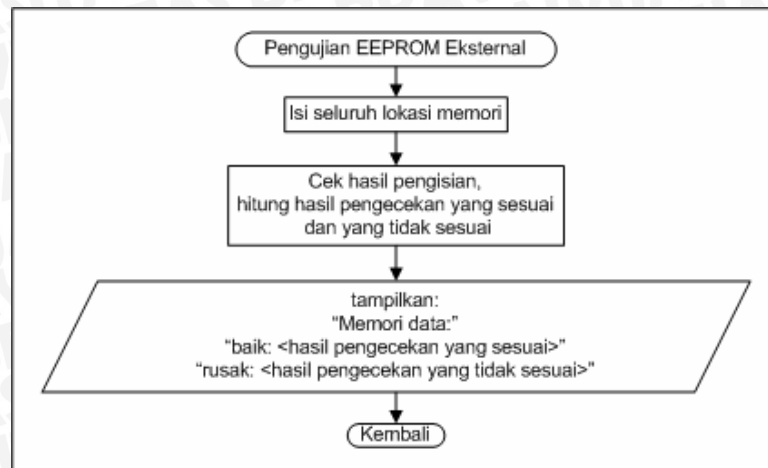 Pengujian EEPROM Eksternal
Isi seluruh lokasi memori
Cek hasil pengisian,
hitung hasil pengecekan yang sesuai
dan yang tidak sesuai
tampilkan:
“Memori data:”
“baik: <hasil pengecekan yang sesuai>”
“rusak: <hasil pengecekan yang tidak sesuai>”
Kembali